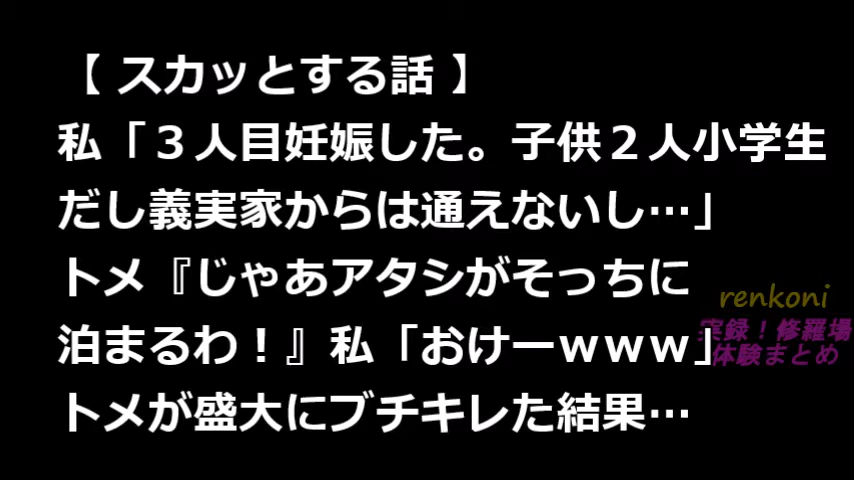 【 スカッとする話 】
私「３人目妊娠した。子供２人小学生
だし義実家からは通えないし…」
トメ『じゃあアタシがそっちに
泊まるわ！』私「おけーｗｗｗ」
トメが盛大にブチキレた結果…
renkoni
実録！修羅場
体験まとめ